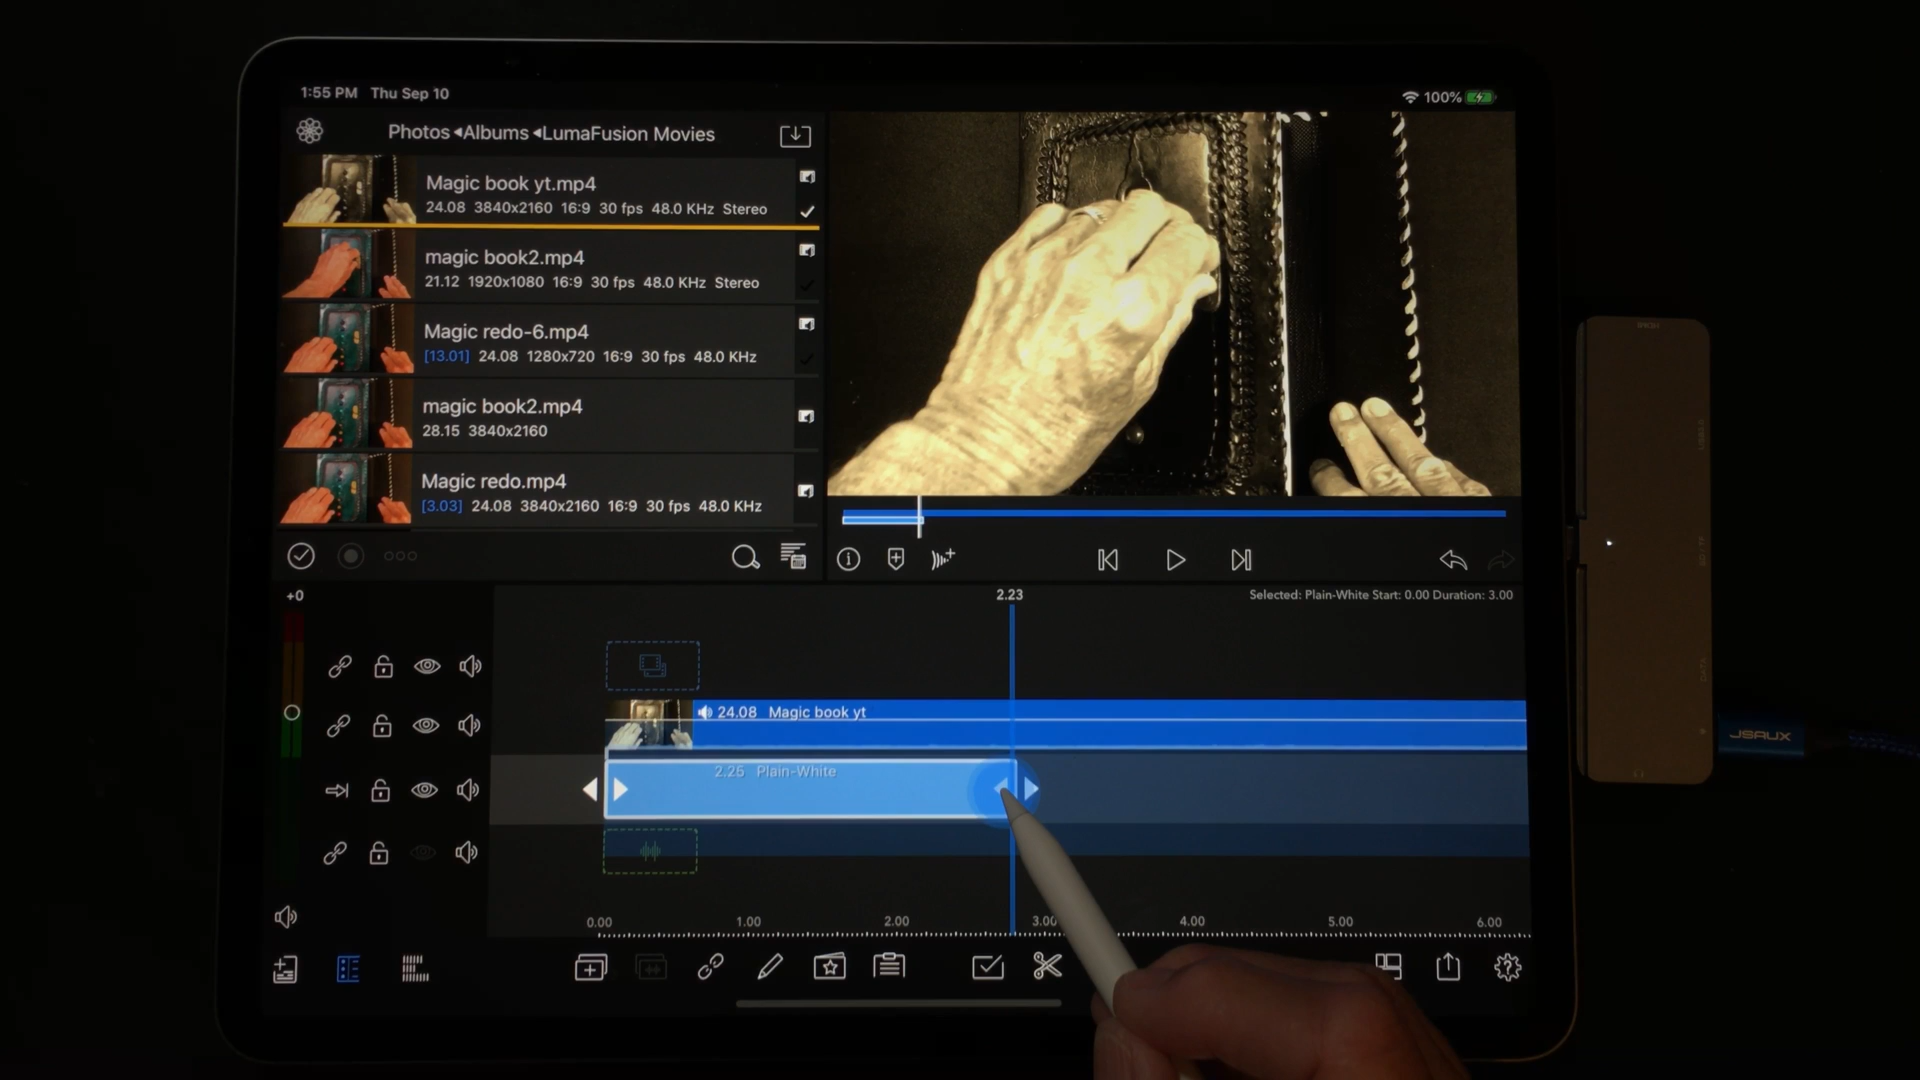 1:55 PM Thu Sep 10
100%
Photos ◂Albums ◂LumaFusion Movies
Magic book yt.mp4
24.08 3840x2160 16:9 30 fps 48.0 KHz Stereo
magic book2.mp4
21.12 1920x1080 16:9 30 fps 48.0 KHz Stereo
Magic redo-6.mp4
[13.01] 24.08 1280x720 16:9 30 fps 48.0 KHz
magic book2.mp4
28.15 3840x2160
Magic redo.mp4
[3.03] 24.08 3840x2160 16:9 30 fps 48.0 KHz
+0
2.23
Selected: Plain-White Start: 0.00 Duration: 3.00
24.08 Magic book yt
2.25 Plain-White
0.00 1.00 2.00 3.00 4.00 5.00 6.00
JSAUX